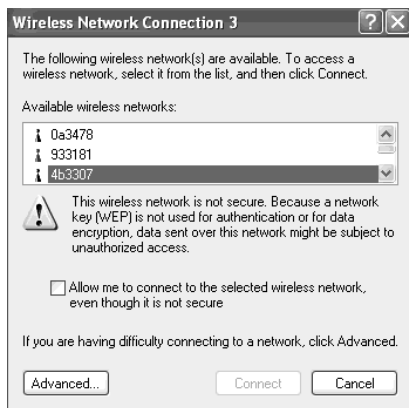 Wireless Network Connection 3
The following wireless network(s) are available. To access a
wireless network, select it from the list, and then click Connect.
Available wireless networks:
0a3478
933181
4b3307
This wireless network is not secure. Because a network
key (WEP) is not used for authentication or for data
encryption, data sent over this network might be subject to
unauthorized access.
Allow me to connect to the selected wireless network,
even though it is not secure
If you are having difficulty connecting to a network, click Advanced.
Advanced... Connect Cancel